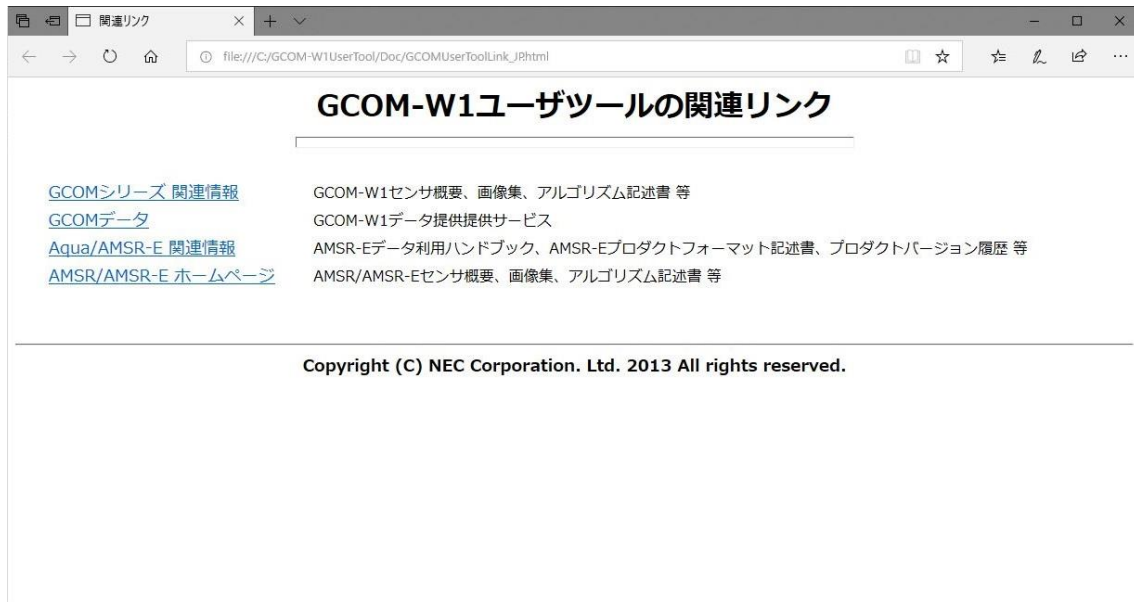 関連リンク
file:///C:/GCOM-W1UserTool/Doc/GCOMUserToolLink_JP.html
GCOM-W1ユーザツールの関連リンク
GCOMシリーズ 関連情報 GCOM-W1センサ概要、画像集、アルゴリズム記述書 等
GCOMデータ GCOM-W1データ提供提供サービス
Aqua/AMSR-E 関連情報 AMSR-Eデータ利用ハンドブック、AMSR-Eプロダクトフォーマット記述書、プロダクトバージョン履歴 等
AMSR/AMSR-E ホームページ AMSR/AMSR-Eセンサ概要、画像集、アルゴリズム記述書 等
Copyright (C) NEC Corporation. Ltd. 2013 All rights reserved.